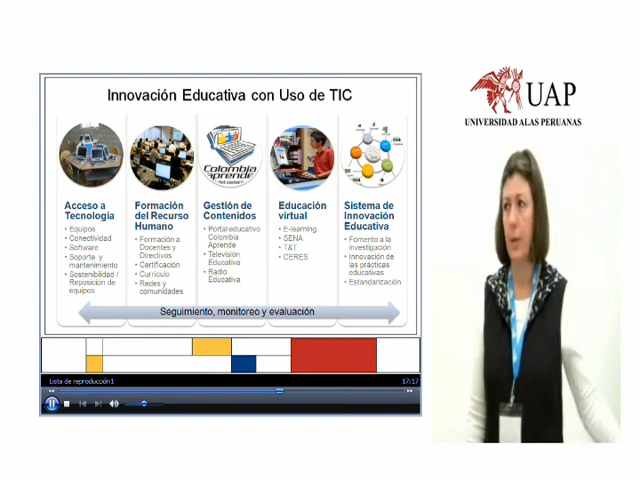 Innovación Educativa con Uso de TIC
Colombia
aprende
Acceso a
Tecnología
• Equipos
• Conectividad
• Software
• Soporte y
mantenimiento
• Sostenibilidad /
Reposición de
equipos
Formación
del Recurso
Humano
• Formación a
Docentes y
Directivos
• Certificación
• Currículo
• Redes y
comunidades
Gestión de
Contenidos
• Portal educativo
Colombia
Aprende
• Televisión
Educativa
• Radio
Educativa
Educación
virtual
• E-learning
• SENA
• T&T
• CERES
Sistema de
Innovación
Educativa
• Fomento a la
investigación
• Innovación de
las prácticas
educativas
• Estandarización
Seguimiento, monitoreo y evaluación
Lista de reproducción1
17:17
UAP
UNIVERSIDAD ALAS PERUANAS